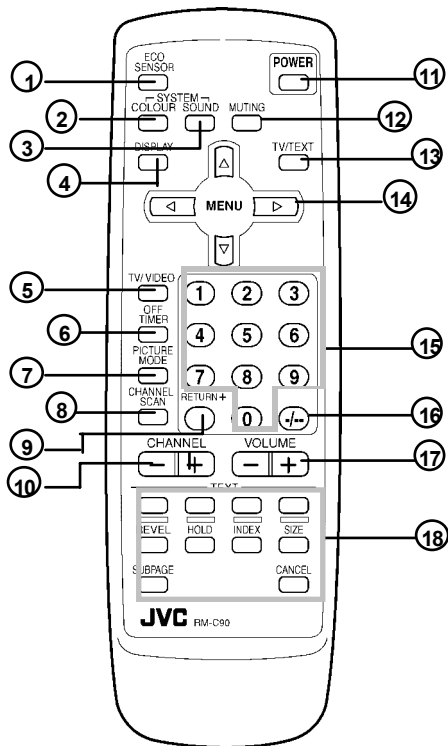 ECO
SENSOR
POWER
1
11
SYSTEM
COLOUR SOUND MUTING
2
12
3
DISPLAY
TV/TEXT
13
4
MENU
14
TV/VIDEO
5
1 2 3
OFF
TIMER
6
4 5 6
15
PICTURE
MODE
7
7 8 9
CHANNEL
SCAN
8
RETURN+
0 -/--
16
9
CHANNEL VOLUME
10
- + - +
17
TEXT
REVEL HOLD INDEX SIZE
18
SUBPAGE CANCEL
JVC RM-C90